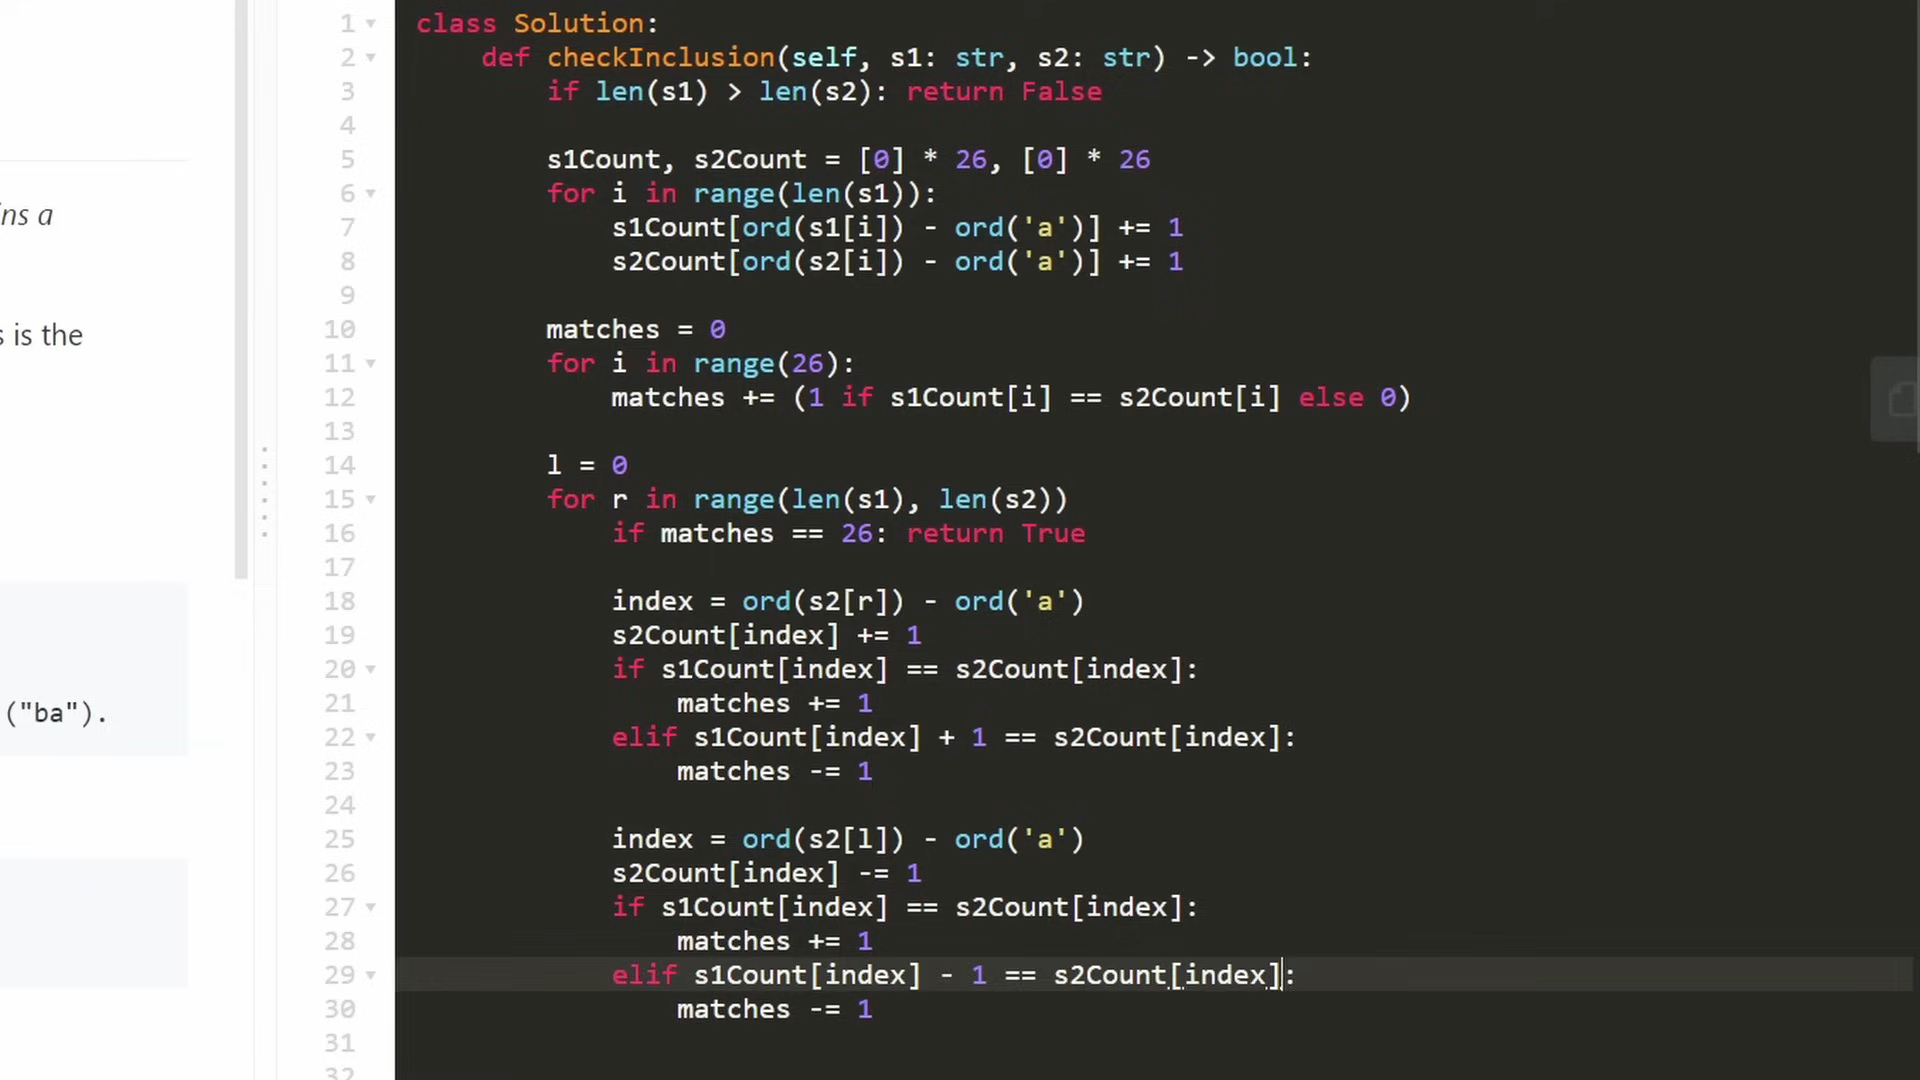 1 class Solution:
2 def checkInclusion(self, s1: str, s2: str) -> bool:
3 if len(s1) > len(s2): return False
4
5 s1Count, s2Count = [0] * 26, [0] * 26
6 for i in range(len(s1)):
7 s1Count[ord(s1[i]) - ord('a')] += 1
8 s2Count[ord(s2[i]) - ord('a')] += 1
9
10 matches = 0
11 for i in range(26):
12 matches += (1 if s1Count[i] == s2Count[i] else 0)
13
14 l = 0
15 for r in range(len(s1), len(s2))
16 if matches == 26: return True
17
18 index = ord(s2[r]) - ord('a')
19 s2Count[index] += 1
20 if s1Count[index] == s2Count[index]:
21 matches += 1
22 elif s1Count[index] + 1 == s2Count[index]:
23 matches -= 1
24
25 index = ord(s2[l]) - ord('a')
26 s2Count[index] -= 1
27 if s1Count[index] == s2Count[index]:
28 matches += 1
29 elif s1Count[index] - 1 == s2Count[index]:
30 matches -= 1
31
32
ns a
s is the
("ba").